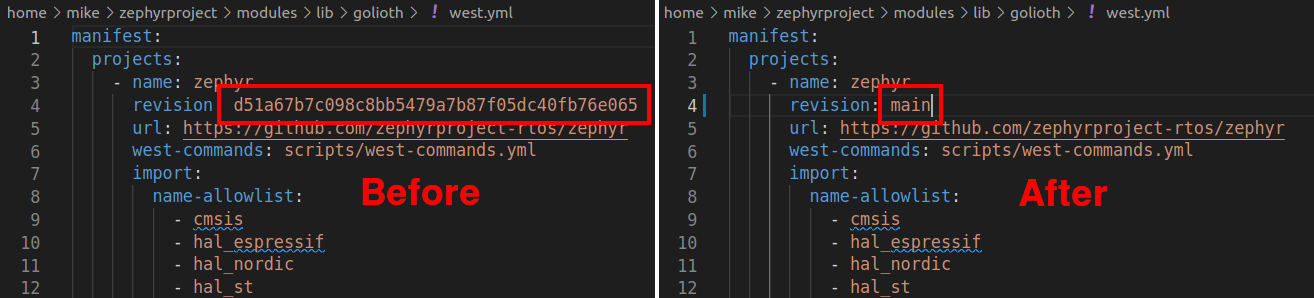 home > mike > zephyrproject > modules > lib > golioth > ! west.yml
1 manifest:
2 projects:
3 - name: zephyr
4 revision d51a67b7c098c8bb5479a7b87f05dc40fb76e065
5 url: https://github.com/zephyrproject-rtos/zephyr
6 west-commands: scripts/west-commands.yml
7 import:
8 name-allowlist:
9 - cmsis
10 - hal_espressif
11 - hal_nordic
12 - hal_st
Before
home > mike > zephyrproject > modules > lib > golioth > ! west.yml
1 manifest:
2 projects:
3 - name: zephyr
4 revision: main
5 url: https://github.com/zephyrproject-rtos/zephyr
6 west-commands: scripts/west-commands.yml
7 import:
8 name-allowlist:
9 - cmsis
10 - hal_espressif
11 - hal_nordic
12 - hal_st
After